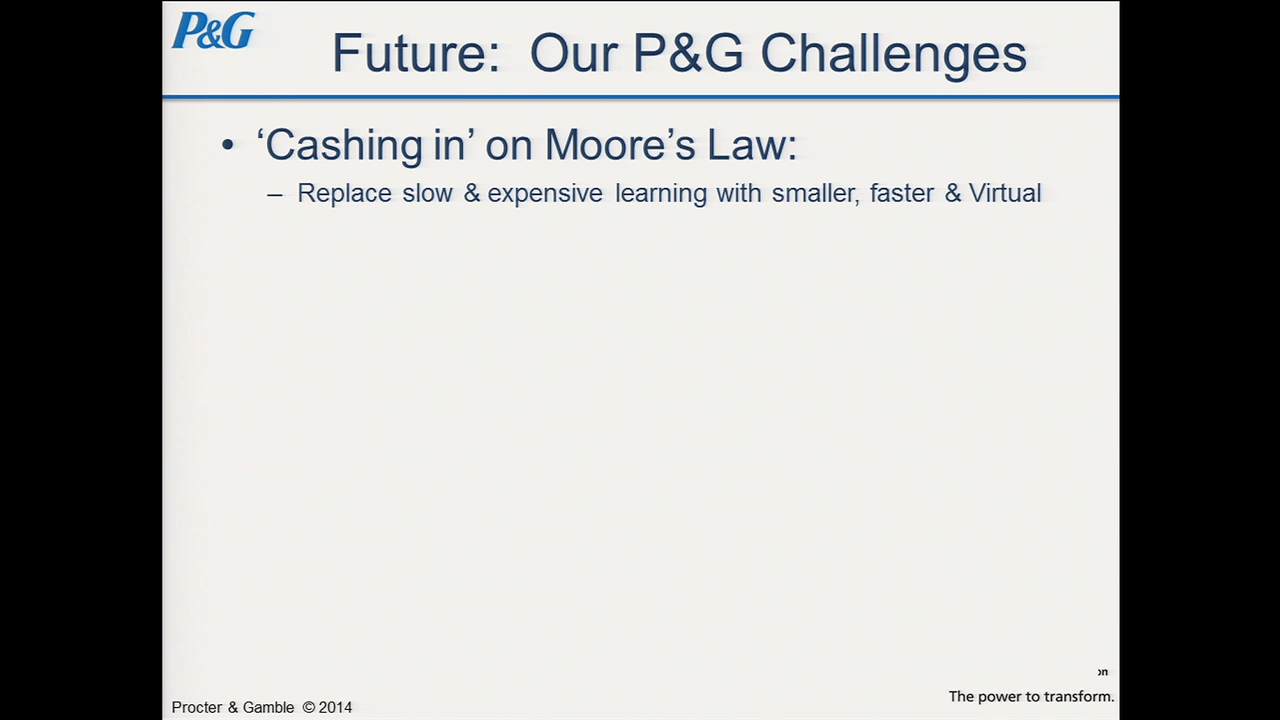 P&G
Future: Our P&G Challenges
• ‘Cashing in’ on Moore’s Law:
– Replace slow & expensive learning with smaller, faster & Virtual
on
The power to transform.
Procter & Gamble © 2014